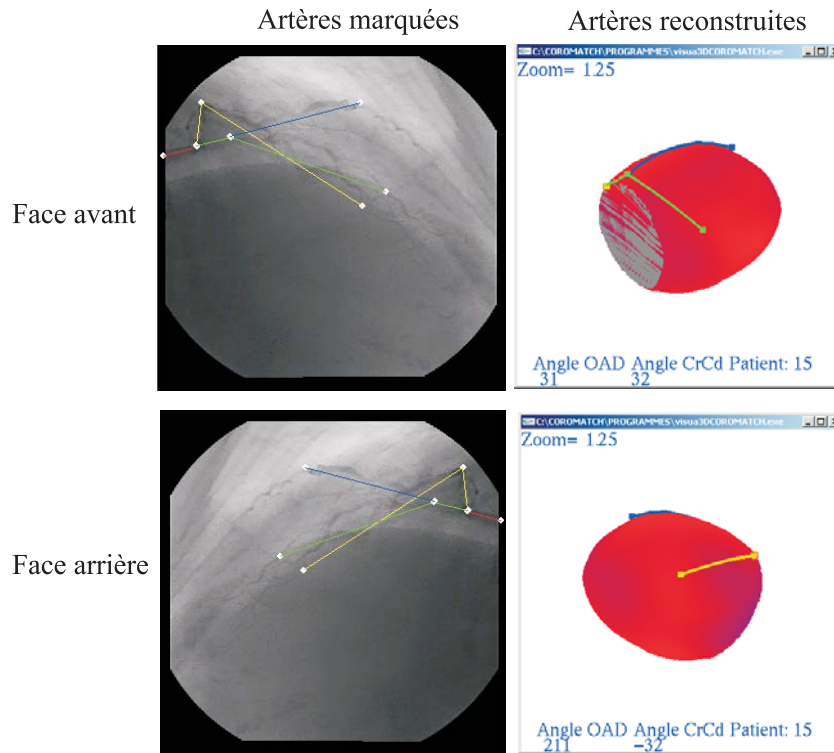 Artères marquées
Artères reconstruites
C:\COROMATCH\PROGRAMMES\visua3DCOROMATCH.exe
Zoom= 1.25
Face avant
Angle OAD Angle CrCd Patient: 15
31 32
C:\COROMATCH\PROGRAMMES\visua3DCOROMATCH.exe
Zoom= 1.25
Face arrière
Angle OAD Angle CrCd Patient: 15
211 -32